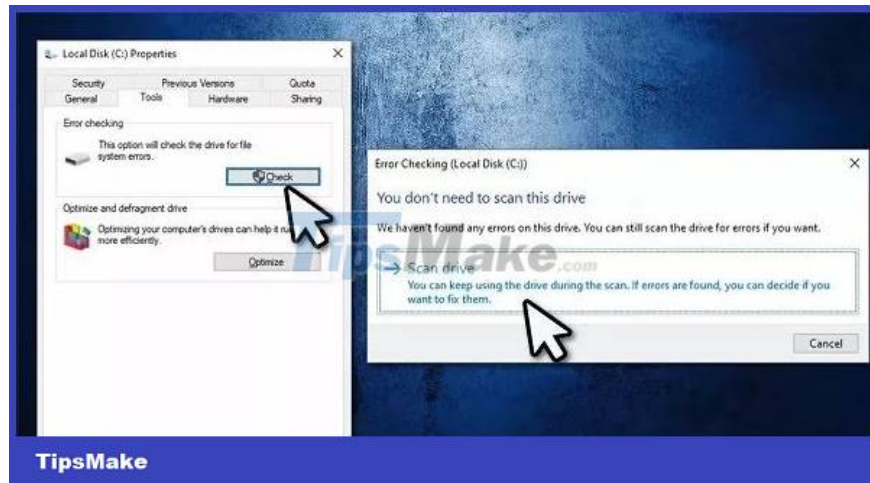 Local Disk (C:) Properties
Security Previous Versions Quota
General Tools Hardware Sharing
Error checking
This option will check the drive for file
system errors.
Check
Optimize and defragment drive
Optimizing your computer's drives can help it
more efficiently.
Optimize
Error Checking (Local Disk (C:))
You don't need to scan this drive
We haven't found any errors on this drive. You can still scan the drive for errors if you want.
TipsMake.com
Scan drive
You can keep using the drive during the scan. If errors are found, you can decide if you
want to fix them.
Cancel
TipsMake